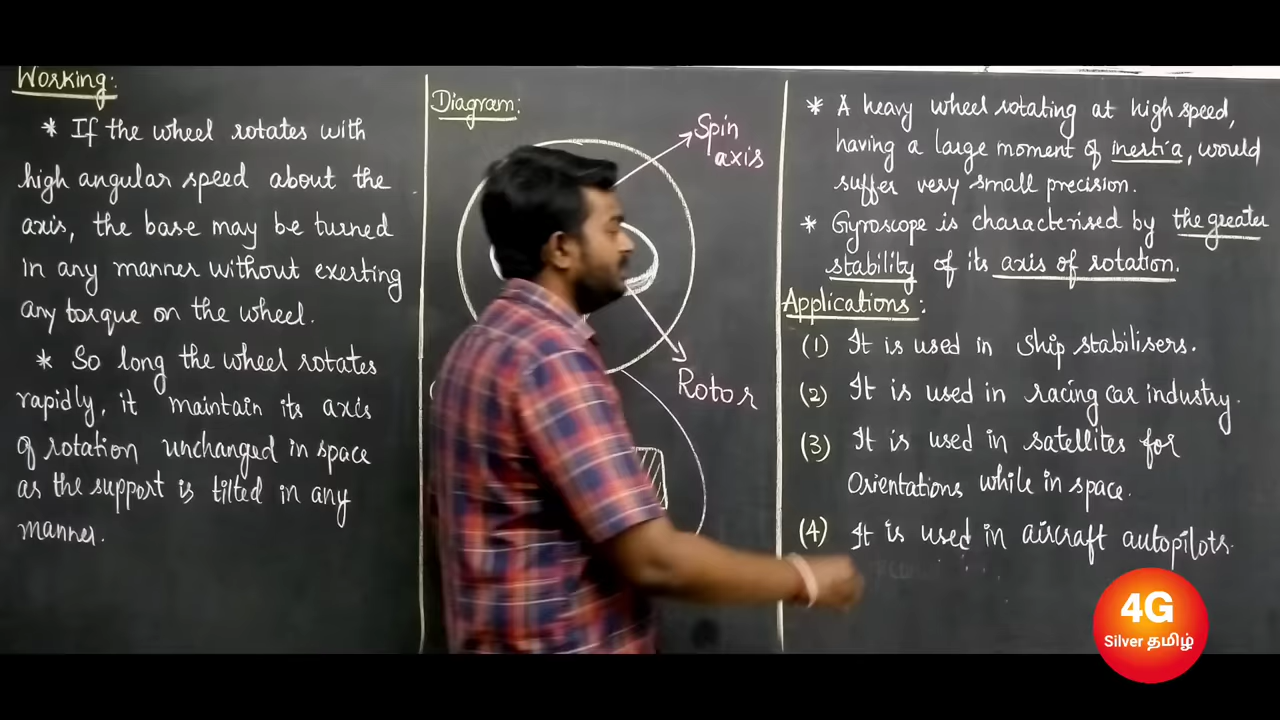 Working:
* If the wheel rotates with
high angular speed about the
axis, the base may be turned
in any manner without exerting
any torque on the wheel.
* So long the wheel rotates
rapidly, it maintain its axis
of rotation unchanged in space
as the support is tilted in any
manner.
Diagram:
Spin
axis
Rotor
* A heavy wheel rotating at high speed,
having a large moment of inertia, would
suffer very small precision.
* Gyroscope is characterised by the greater
stability of its axis of rotation.
Applications:
(1) It is used in ship stabilisers.
(2) It is used in racing car industry.
(3) It is used in satellites for
Orientations while in space.
(4) It is used in aircraft autopilots.
4G
Silver தமிழ்